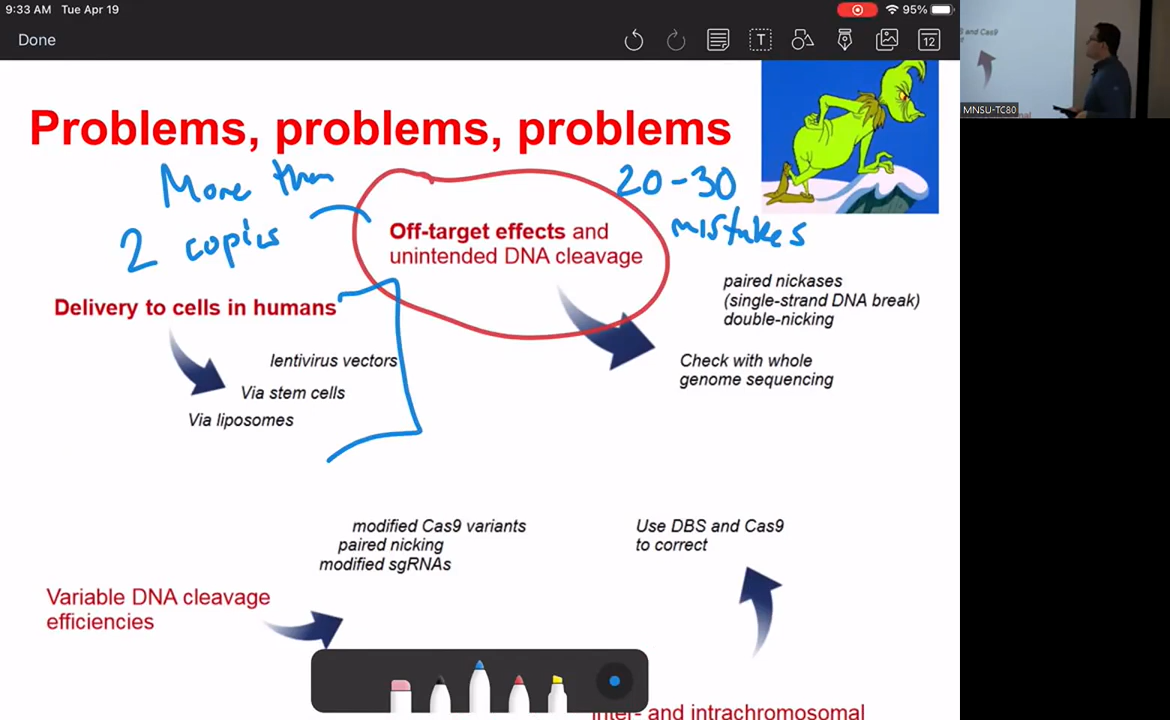 9:33 AM Tue Apr 19
95%
Done
T
12
s and Cas9
MNSU-TC80
Problems, problems, problems
More than
2 copies
20-30
mistakes
Off-target effects and
unintended DNA cleavage
paired nickases
(single-strand DNA break)
double-nicking
Check with whole
genome sequencing
Delivery to cells in humans
lentivirus vectors
Via stem cells
Via liposomes
modified Cas9 variants
paired nicking
modified sgRNAs
Use DBS and Cas9
to correct
Variable DNA cleavage
efficiencies
Inter- and intrachromosomal